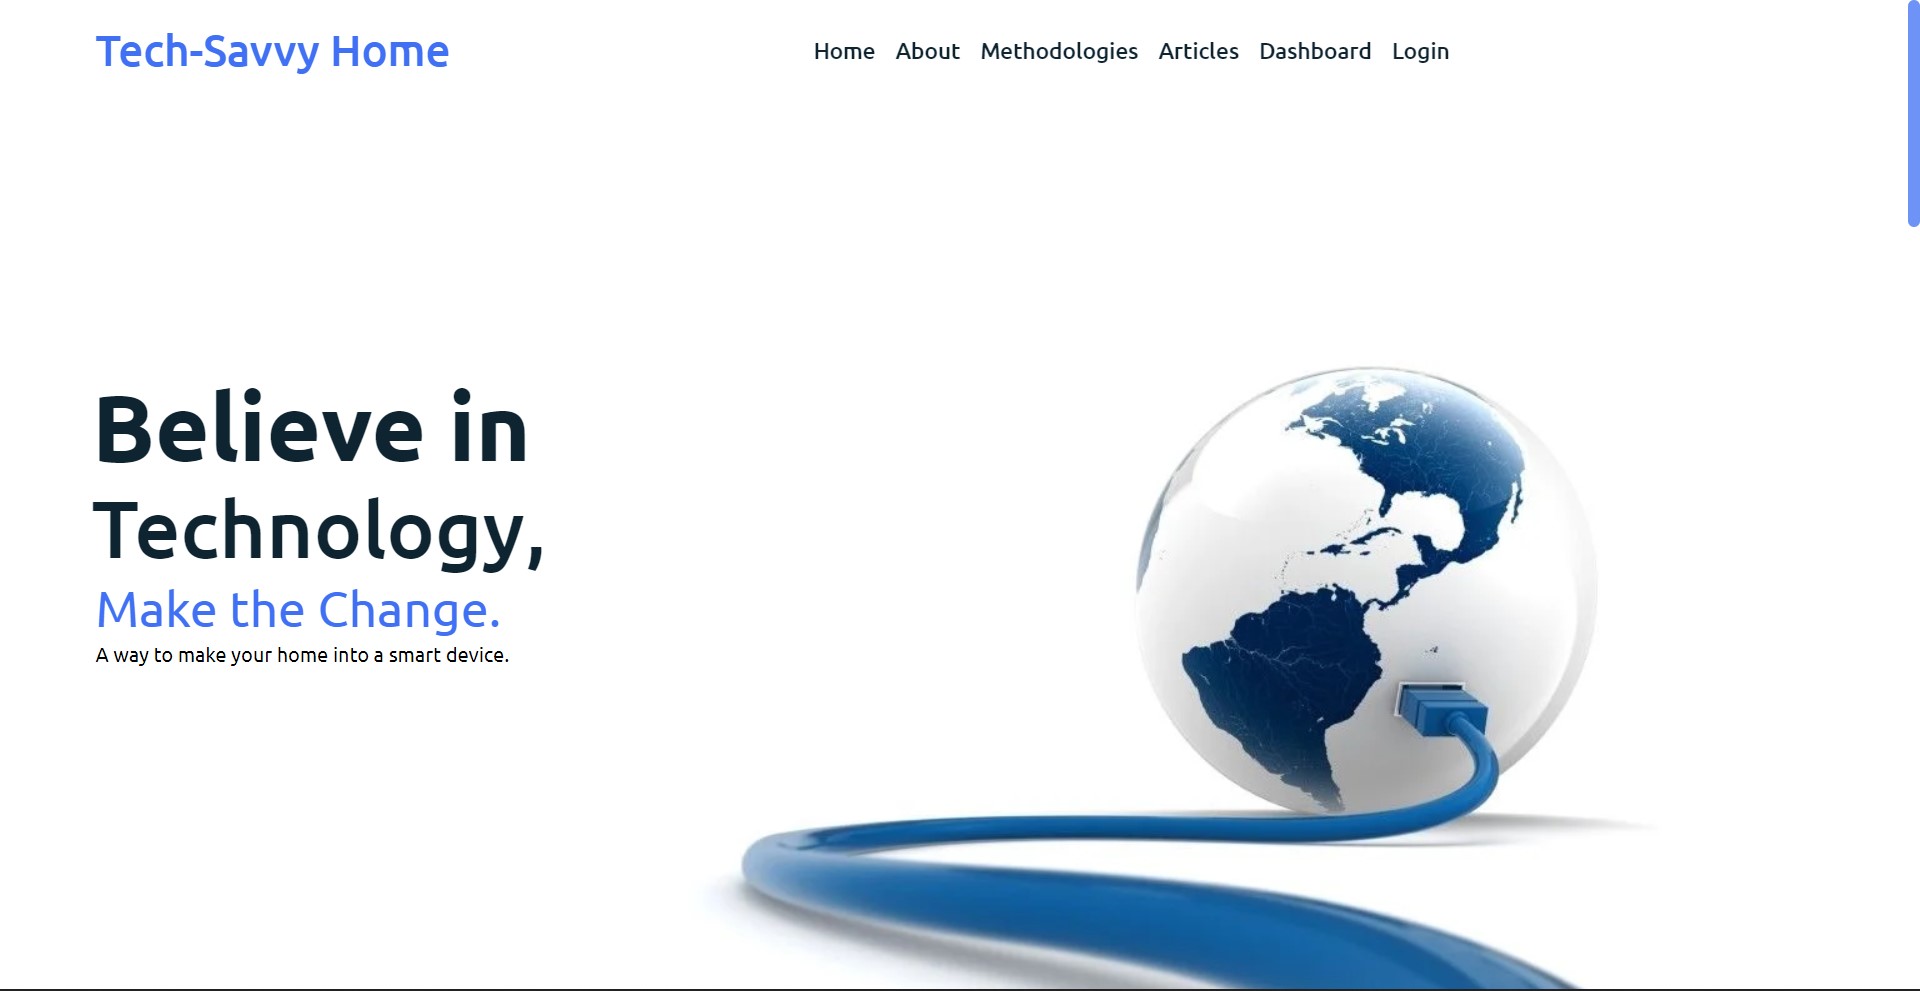 Tech-Savvy Home
Home About Methodologies Articles Dashboard Login
Believe in
Technology,
Make the Change.
A way to make your home into a smart device.